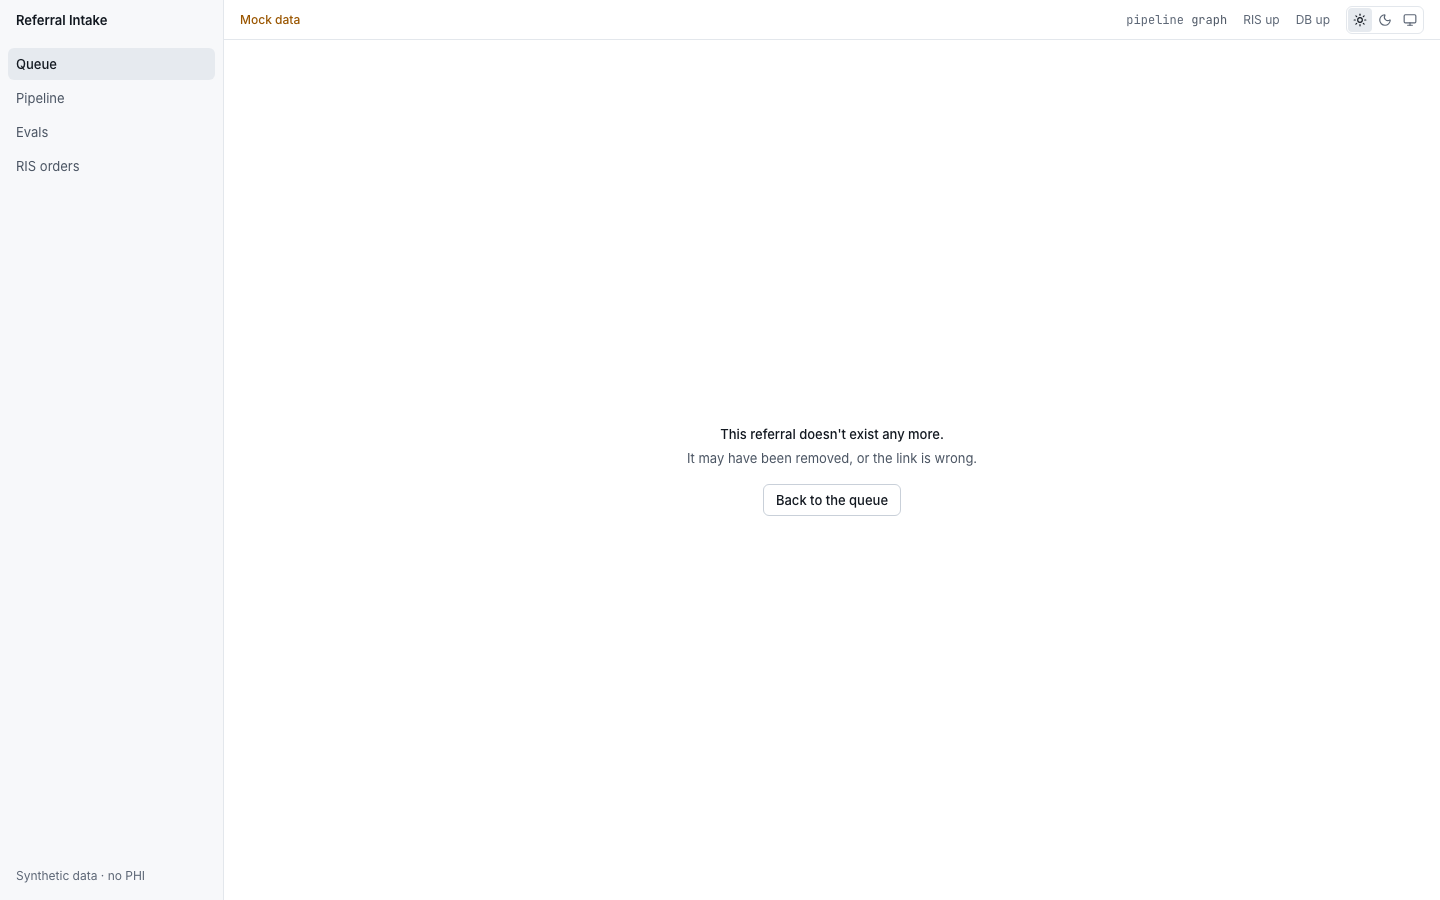 Referral Intake
Queue
Pipeline
Evals
RIS orders
Synthetic data · no PHI
Mock data
pipeline graph
RIS up
DB up
This referral doesn't exist any more.
It may have been removed, or the link is wrong.
Back to the queue